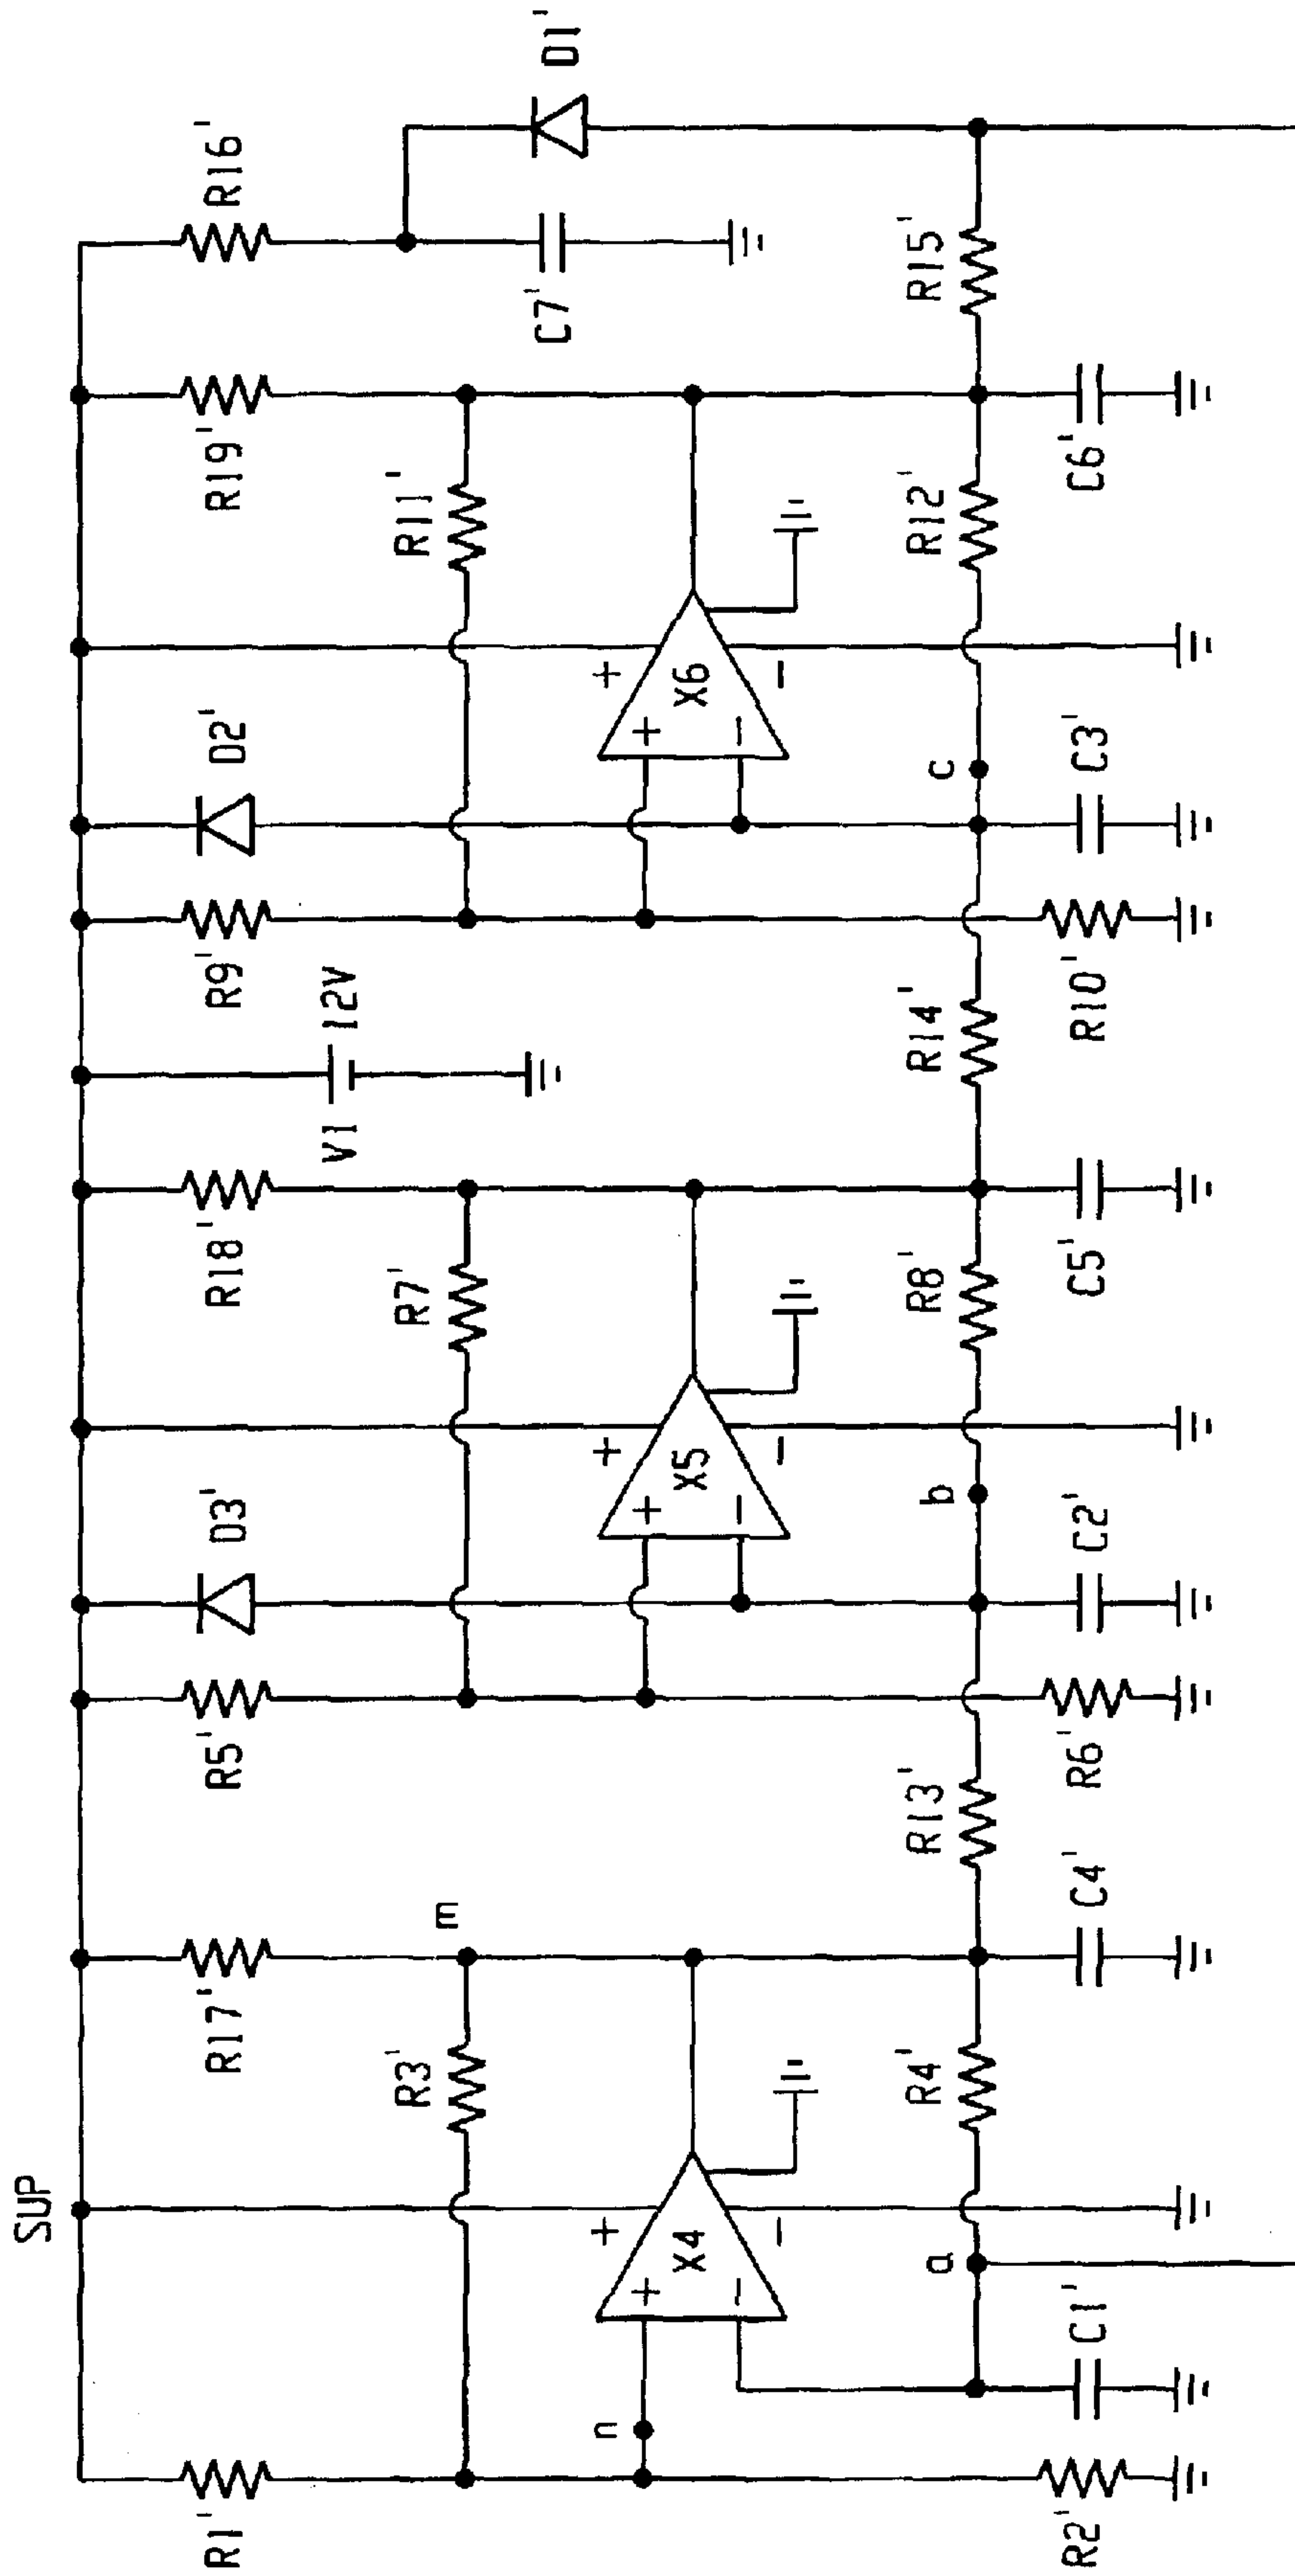 SUP
R1'
R17'
R5'
D3'
R18'
V1
12V
R9'
D2'
R19'
R16'
D1'
m
R3'
R7'
R11'
C7'
n
+
-
X4
+
-
+
-
X5
+
-
+
-
X6
+
-
a
R4'
R13'
b
R8'
R14'
c
R12'
R15'
R2'
C1'
C4'
R6'
C2'
C5'
R10'
C3'
C6'